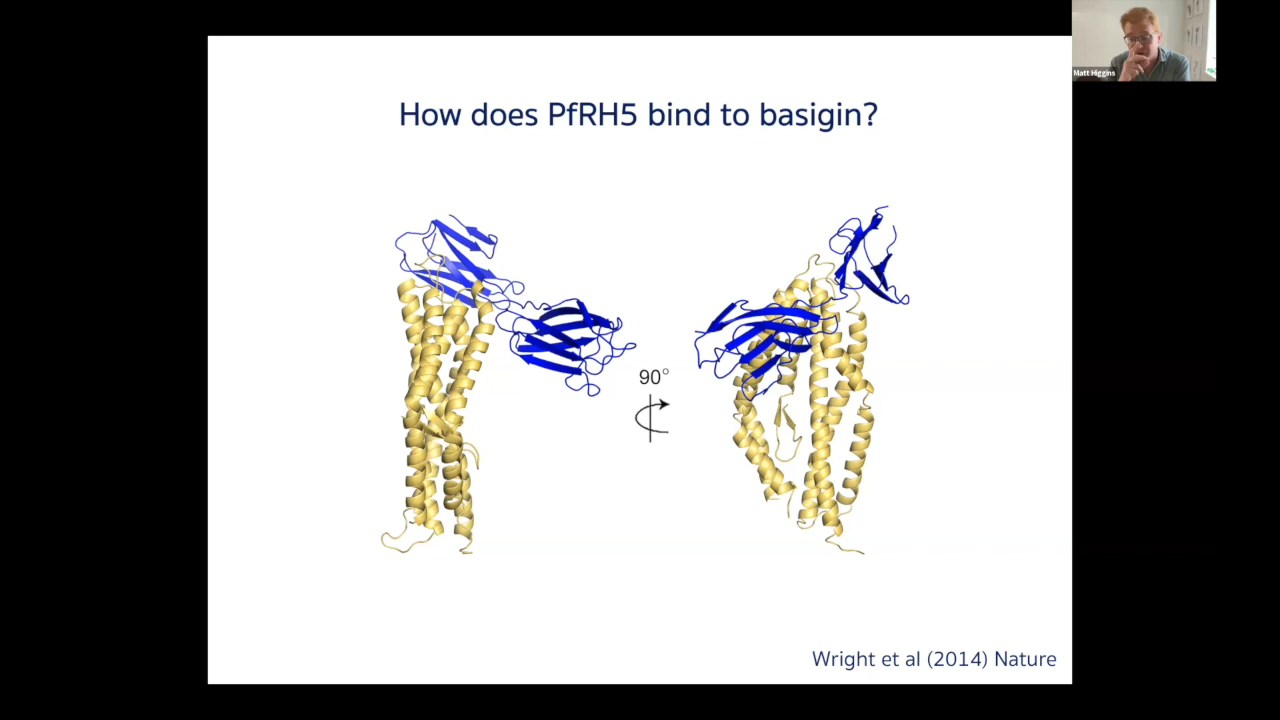 Matt Higgins
How does PfRH5 bind to basigin?
90°
Wright et al (2014) Nature